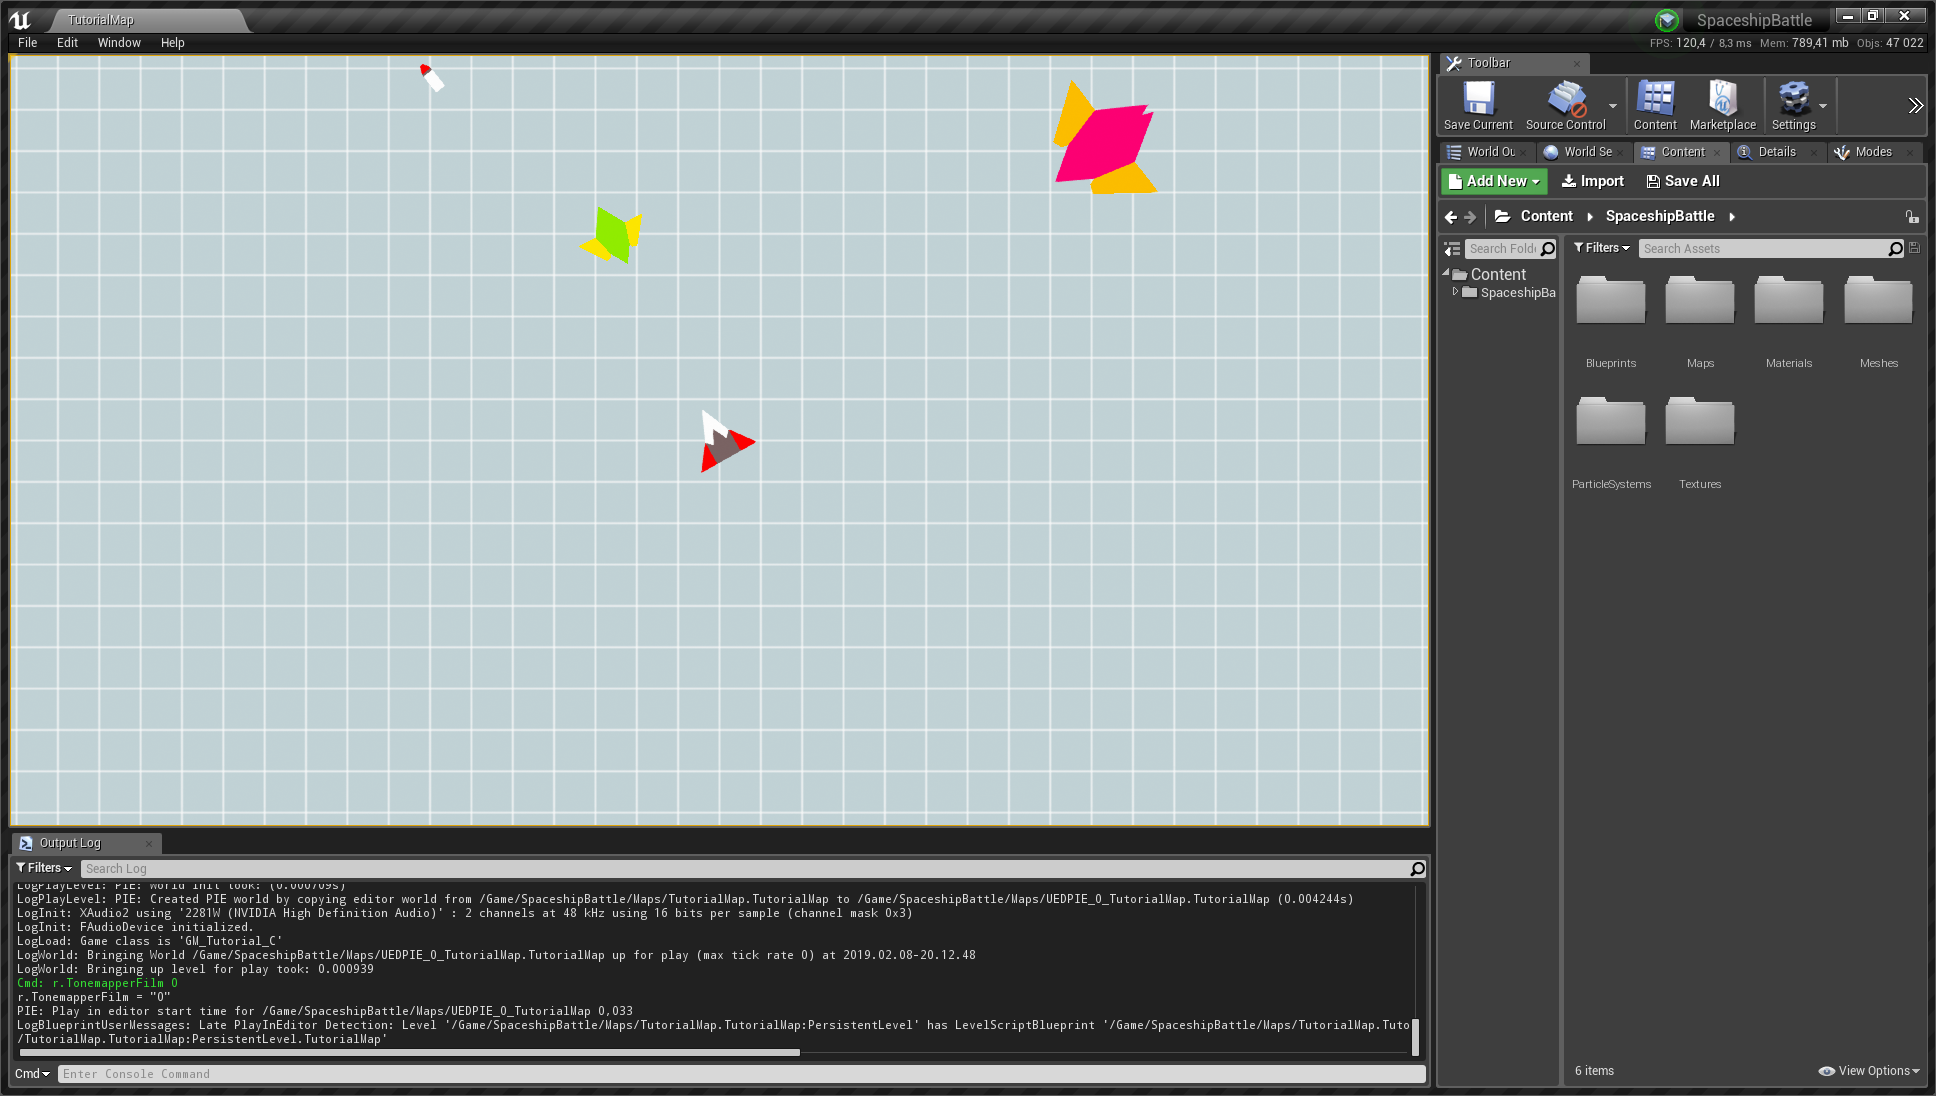 TutorialMap
SpaceshipBattle
File Edit Window Help
FPS: 120,4 / 8,3 ms Mem: 789,41 mb Objs: 47 022
Toolbar
Save Current Source Control Content Marketplace Settings
World Ou World Se Content Details Modes
Add New Import Save All
Content SpaceshipBattle
Search Folde Filters Search Assets
Content
SpaceshipBa
Blueprints Maps Materials Meshes
ParticleSystems Textures
6 items View Options
Output Log
Filters Search Log
LogPlayLevel: PIE: World Init took: (0.000709s)
LogPlayLevel: PIE: Created PIE world by copying editor world from /Game/SpaceshipBattle/Maps/TutorialMap.TutorialMap to /Game/SpaceshipBattle/Maps/UEDPIE_0_TutorialMap.TutorialMap (0.004244s)
LogInit: XAudio2 using '2281W (NVIDIA High Definition Audio)' : 2 channels at 48 kHz using 16 bits per sample (channel mask 0x3)
LogInit: FAudioDevice initialized.
LogLoad: Game class is 'GM_Tutorial_C'
LogWorld: Bringing World /Game/SpaceshipBattle/Maps/UEDPIE_0_TutorialMap.TutorialMap up for play (max tick rate 0) at 2019.02.08-20.12.48
LogWorld: Bringing up level for play took: 0.000939
Cmd: r.TonemapperFilm 0
r.TonemapperFilm = "0"
PIE: Play in editor start time for /Game/SpaceshipBattle/Maps/UEDPIE_0_TutorialMap 0,033
LogBlueprintUserMessages: Late PlayInEditor Detection: Level '/Game/SpaceshipBattle/Maps/TutorialMap.TutorialMap:PersistentLevel' has LevelScriptBlueprint '/Game/SpaceshipBattle/Maps/TutorialMap.Tuto
/TutorialMap.TutorialMap:PersistentLevel.TutorialMap'
Cmd Enter Console Command